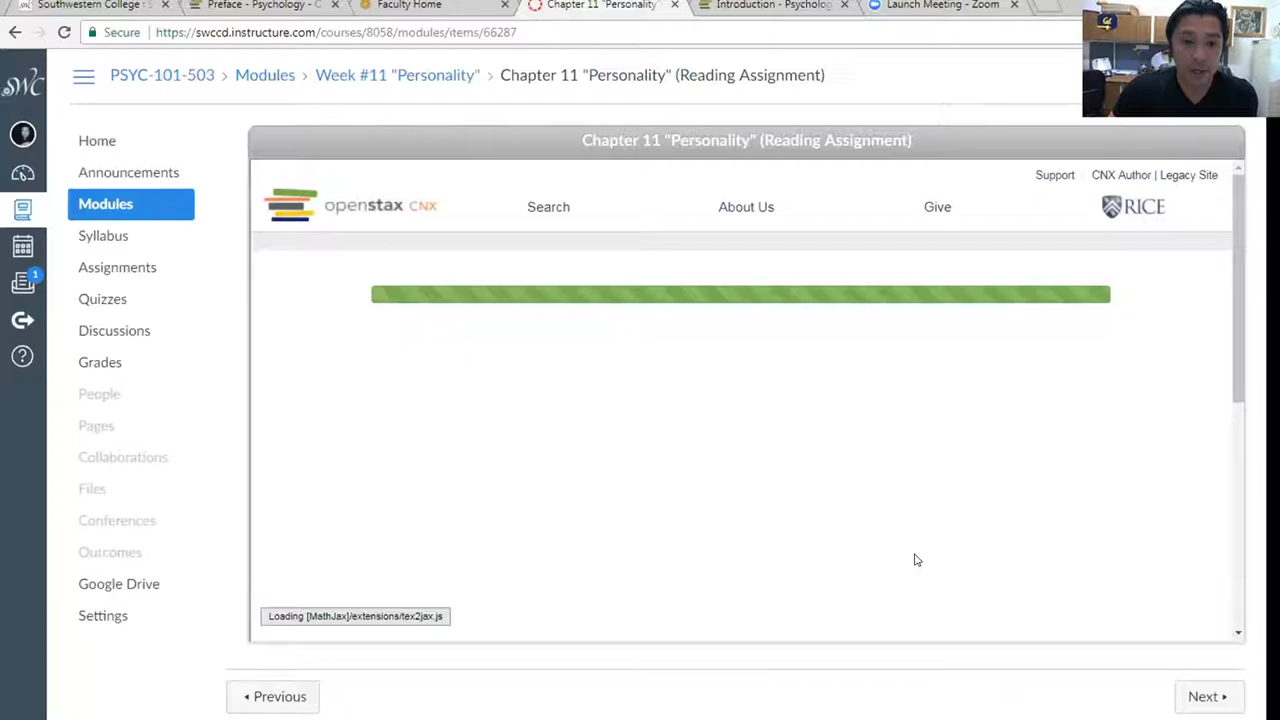 Southwestern College :
Preface - Psychology -
Faculty Home
Chapter 11 "Personality"
Introduction - Psycholog
Launch Meeting - Zoom
Secure
https://swccd.instructure.com/courses/8058/modules/items/66287
SWC
PSYC-101-503 > Modules > Week #11 "Personality" > Chapter 11 "Personality" (Reading Assignment)
Home
Announcements
Modules
Syllabus
Assignments
1
Quizzes
Discussions
Grades
People
Pages
Collaborations
Files
Conferences
Outcomes
Google Drive
Settings
Chapter 11 "Personality" (Reading Assignment)
Support CNX Author | Legacy Site
openstax CNX Search About Us Give RICE
Loading [MathJax]/extensions/tex2jax.js
Previous
Next